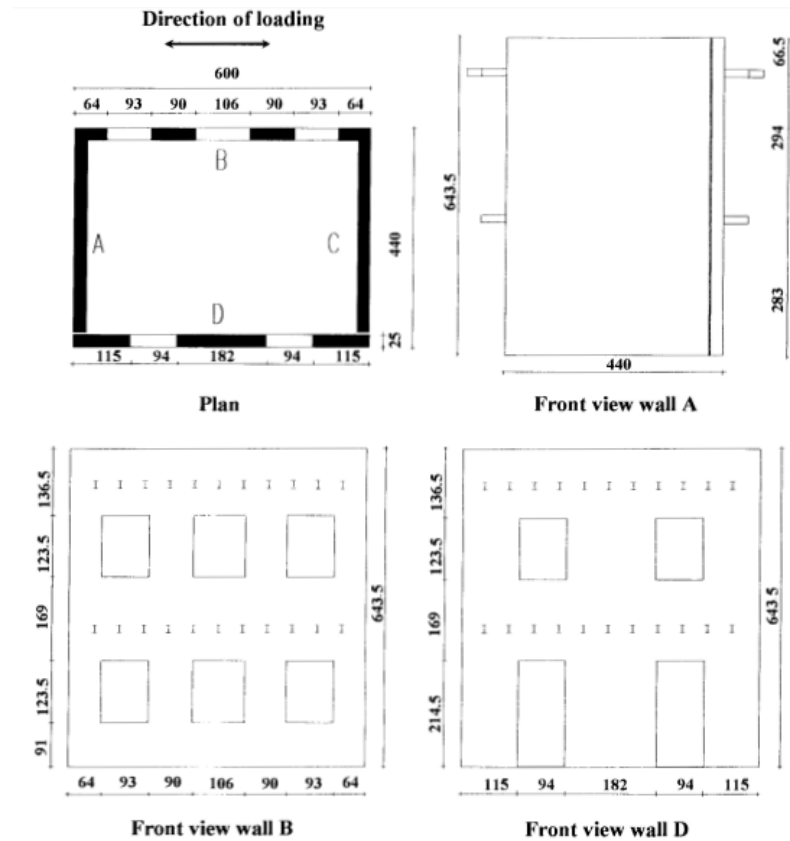 Direction of loading
600
64 93 90 106 90 93 64
B
A
C
D
440
25
115 94 182 94 115
Plan
643.5
66.5
294
283
440
Front view wall A
136.5
123.5
169
123.5
91
643.5
64 93 90 106 90 93 64
Front view wall B
136.5
123.5
169
214.5
643 5
115 94 182 94 115
Front view wall D